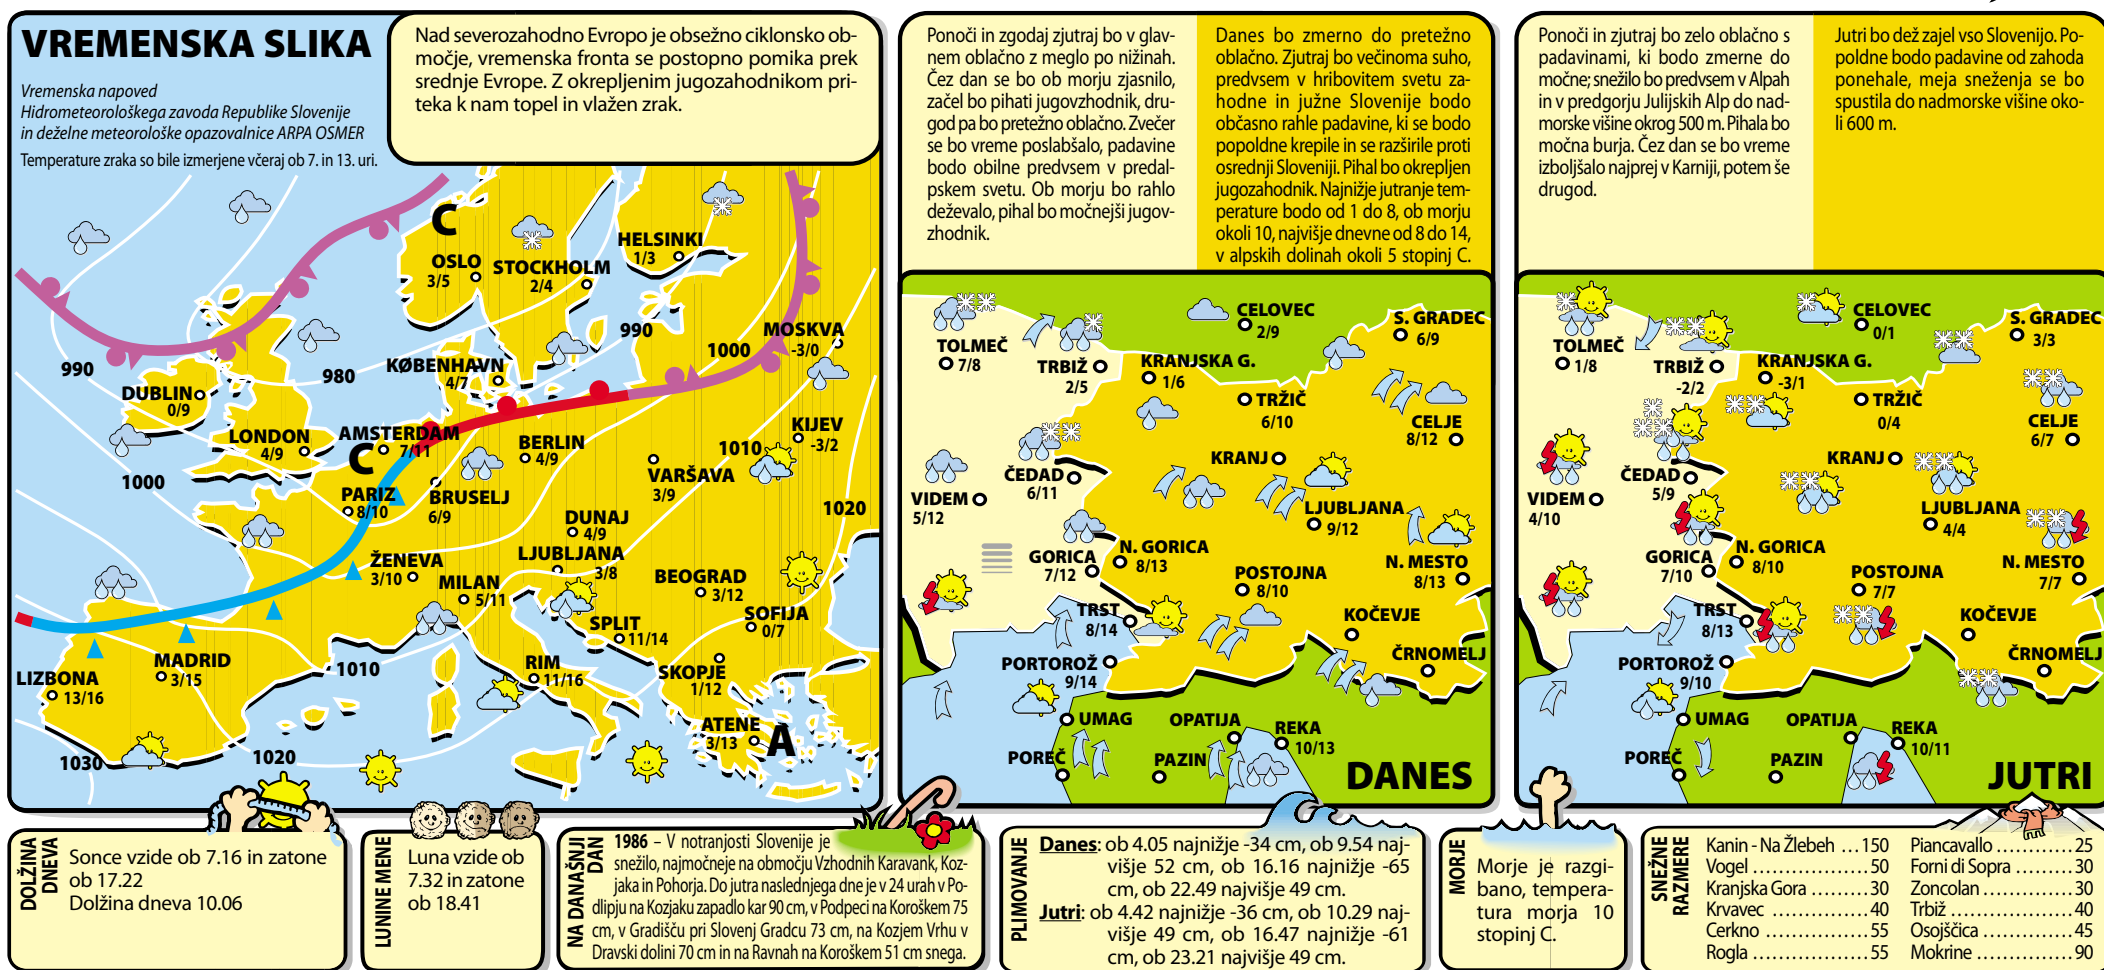 VREMENSKA SLIKA
Vremenska napoved
Hidrometeorološkega zavoda Republike Slovenije
in deželne meteorološke opazovalnice ARPA OSMER
Temperature zraka so bile izmerjene včeraj ob 7. in 13. uri.
Nad severozahodno Evropo je obsežno ciklonsko ob-
močje, vremenska fronta se postopno pomika prek
srednje Evrope. Z okrepljenim jugozahodnikom pri-
teka k nam topel in vlažen zrak.
C
OSLO
3/5
STOCKHOLM
2/4
HELSINKI
1/3
MOSKVA
-3/0
990
1000
990
980
KØBENHAVN
4/7
DUBLIN
0/9
LONDON
4/9
AMSTERDAM
7/11
C
BERLIN
4/9
VARŠAVA
3/9
KIJEV
-3/2
1010
1000
1020
PARIZ
8/10
BRUSELJ
6/9
DUNAJ
4/9
LJUBLJANA
3/8
ŽENEVA
3/10
MILAN
5/11
BEOGRAD
3/12
SOFIJA
0/7
SPLIT
11/14
SKOPJE
1/12
RIM
11/16
ATENE
3/13
A
MADRID
3/15
LIZBONA
13/16
1010
1020
1030
Ponoči in zgodaj zjutraj bo v glav-
nem oblačno z meglo po nižinah.
Čez dan se bo ob morju zjasnilo,
začel bo pihati jugovzhodnik, dru-
god pa bo pretežno oblačno. Zvečer
se bo vreme poslabšalo, padavine
bodo obilne predvsem v predal-
pskem svetu. Ob morju bo rahlo
deževalo, pihal bo močnejši jugov-
zhodnik.
Danes bo zmerno do pretežno
oblačno. Zjutraj bo večinoma suho,
predvsem v hribovitem svetu za-
hodne in južne Slovenije bodo
občasno rahle padavine, ki se bodo
popoldne krepile in se razširile proti
osrednji Sloveniji. Pihal bo okrepljen
jugozahodnik. Najnižje jutranje tem-
perature bodo od 1 do 8, ob morju
okoli 10, najvišje dnevne od 8 do 14,
v alpskih dolinah okoli 5 stopinj C.
CELOVEC
2/9
S. GRADEC
6/9
TOLMEČ
7/8
TRBIŽ
2/5
KRANJSKA G.
1/6
TRŽIČ
6/10
CELJE
8/12
KRANJ
ČEDAD
6/11
VIDEM
5/12
LJUBLJANA
9/12
GORICA
7/12
N. GORICA
8/13
POSTOJNA
8/10
N. MESTO
8/13
TRST
8/14
KOČEVJE
PORTOROŽ
9/14
ČRNOMELJ
UMAG
OPATIJA
REKA
10/13
POREČ
PAZIN
DANES
Ponoči in zjutraj bo zelo oblačno s
padavinami, ki bodo zmerne do
močne; snežilo bo predvsem v Alpah
in v predgorju Julijskih Alp do nad-
morske višine okrog 500 m. Pihala bo
močna burja. Čez dan se bo vreme
izboljšalo najprej v Karniji, potem še
drugod.
Jutri bo dež zajel vso Slovenijo. Po-
poldne bodo padavine od zahoda
ponehale, meja sneženja se bo
spustila do nadmorske višine oko-
li 600 m.
CELOVEC
0/1
S. GRADEC
3/3
TOLMEČ
1/8
TRBIŽ
-2/2
KRANJSKA G.
-3/1
TRŽIČ
0/4
CELJE
6/7
KRANJ
ČEDAD
5/9
VIDEM
4/10
LJUBLJANA
4/4
GORICA
7/10
N. GORICA
8/10
POSTOJNA
7/7
N. MESTO
7/7
TRST
8/13
KOČEVJE
PORTOROŽ
9/10
ČRNOMELJ
UMAG
OPATIJA
REKA
10/11
POREČ
PAZIN
JUTRI
DOLŽINA
DNEVA
Sonce vzide ob 7.16 in zatone
ob 17.22
Dolžina dneva 10.06
LUNINE MENE
Luna vzide ob
7.32 in zatone
ob 18.41
NA DANAŠNJI
DAN
1986 – V notranjosti Slovenije je
snežilo, najmočneje na območju Vzhodnih Karavank, Koz-
jaka in Pohorja. Do jutra naslednjega dne je v 24 urah v Po-
dlipju na Kozjaku zapadlo kar 90 cm, v Podpeci na Koroškem 75
cm, v Gradišču pri Slovenj Gradcu 73 cm, na Kozjem Vrhu v
Dravski dolini 70 cm in na Ravnah na Koroškem 51 cm snega.
PLIMOVANJE
Danes: ob 4.05 najnižje -34 cm, ob 9.54 naj-
višje 52 cm, ob 16.16 najnižje -65
cm, ob 22.49 najvišje 49 cm.
Jutri: ob 4.42 najnižje -36 cm, ob 10.29 naj-
višje 49 cm, ob 16.47 najnižje -61
cm, ob 23.21 najvišje 49 cm.
MORJE
Morje je razgi-
bano, tempera-
tura morja 10
stopinj C.
SNEŽNE
RAZMERE
Kanin - Na Žlebeh ... 150
Vogel .................. 50
Kranjska Gora .......... 30
Krvavec ................ 40
Cerkno ................. 55
Rogla .................. 55
Piancavallo ............ 25
Forni di Sopra ......... 30
Zoncolan ............... 30
Trbiž .................. 40
Osojščica .............. 45
Mokrine ................ 90